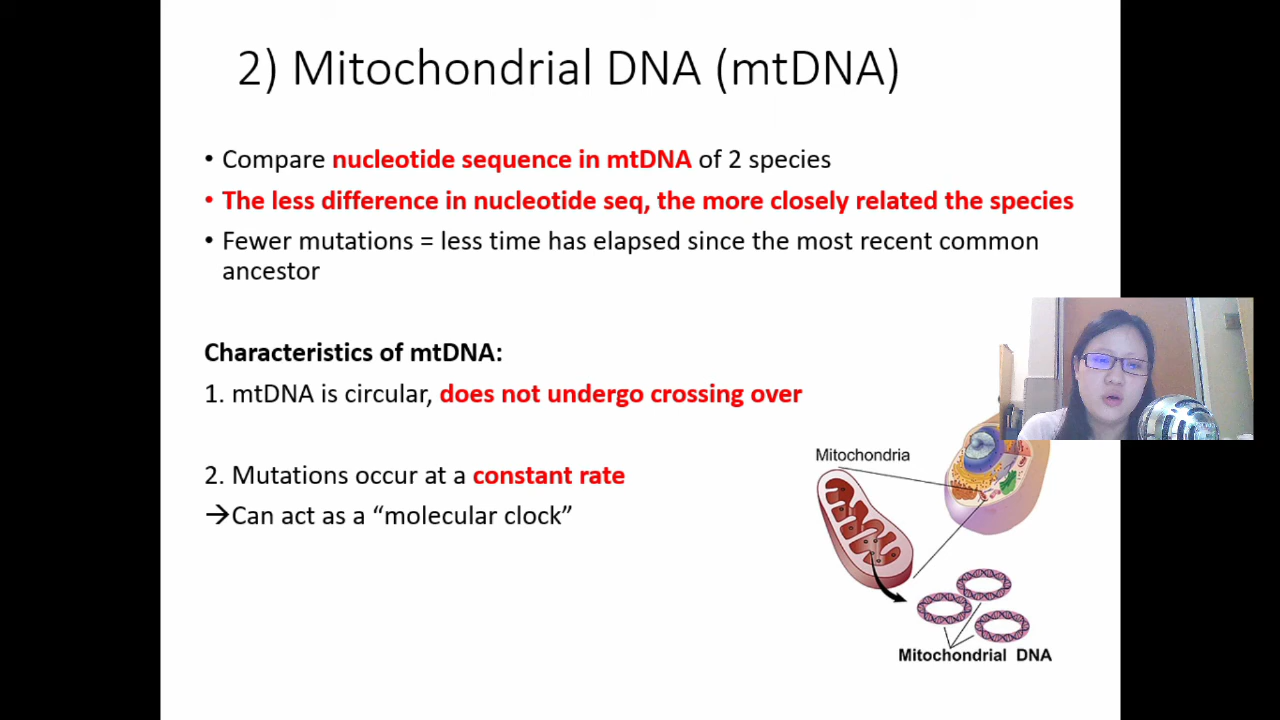 2) Mitochondrial DNA (mtDNA)
• Compare nucleotide sequence in mtDNA of 2 species
• The less difference in nucleotide seq, the more closely related the species
• Fewer mutations = less time has elapsed since the most recent common
ancestor
Characteristics of mtDNA:
1. mtDNA is circular, does not undergo crossing over
2. Mutations occur at a constant rate
→Can act as a “molecular clock”
Mitochondria
Mitochondrial DNA